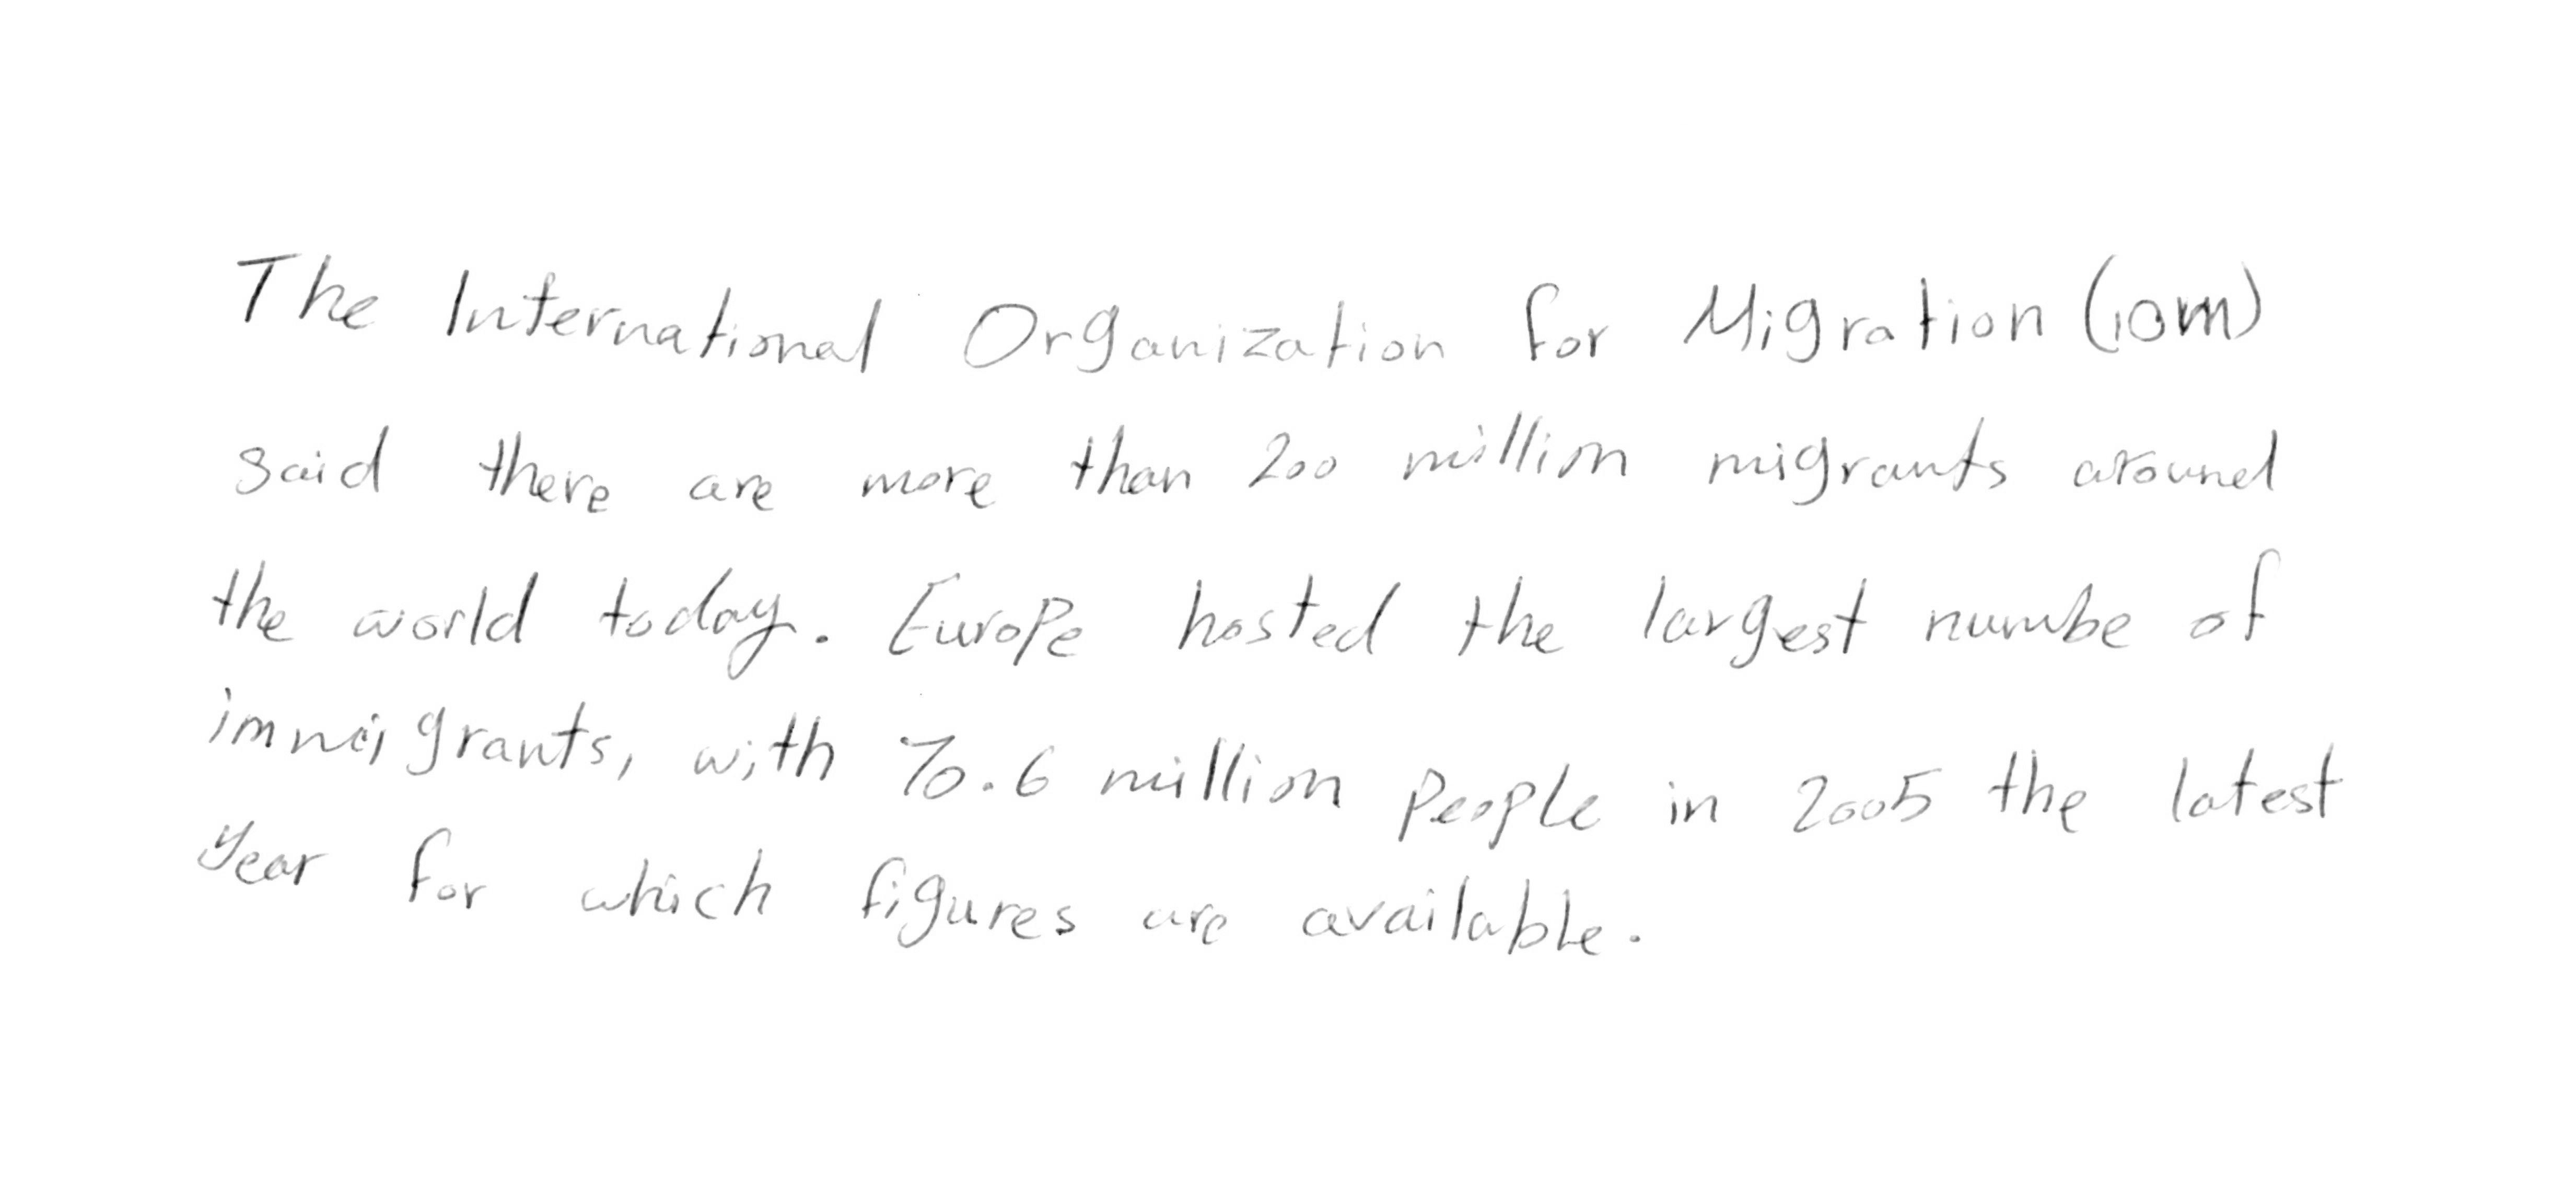 The International Organization for Migration (IOM)
said there are more than 200 million migrants around
the world today. Europe hosted the largest numbe of
immigrants, with 70.6 million people in 2005 the latest
year for which figures are available.